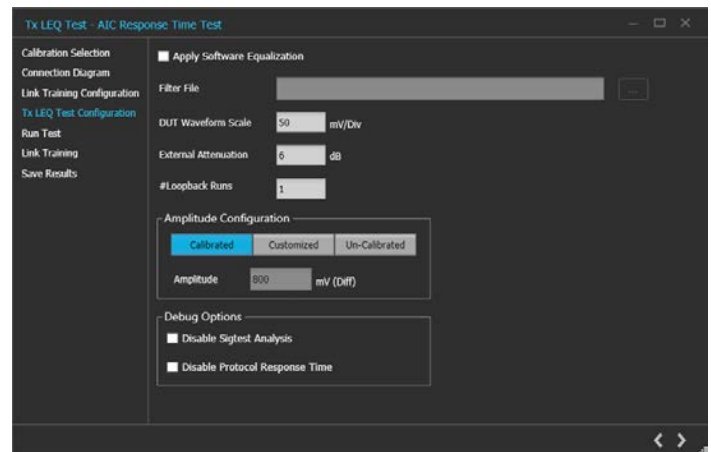 Tx LEQ Test - AIC Response Time Test
Calibration Selection
Connection Diagram
Link Training Configuration
Tx LEQ Test Configuration
Run Test
Link Training
Save Results
Apply Software Equalization
Filter File
...
DUT Waveform Scale 50 mV/Div
External Attenuation 6 dB
#Loopback Runs 1
Amplitude Configuration
Calibrated Customized Un-Calibrated
Amplitude 800 mV (Diff)
Debug Options
Disable Sigtest Analysis
Disable Protocol Response Time